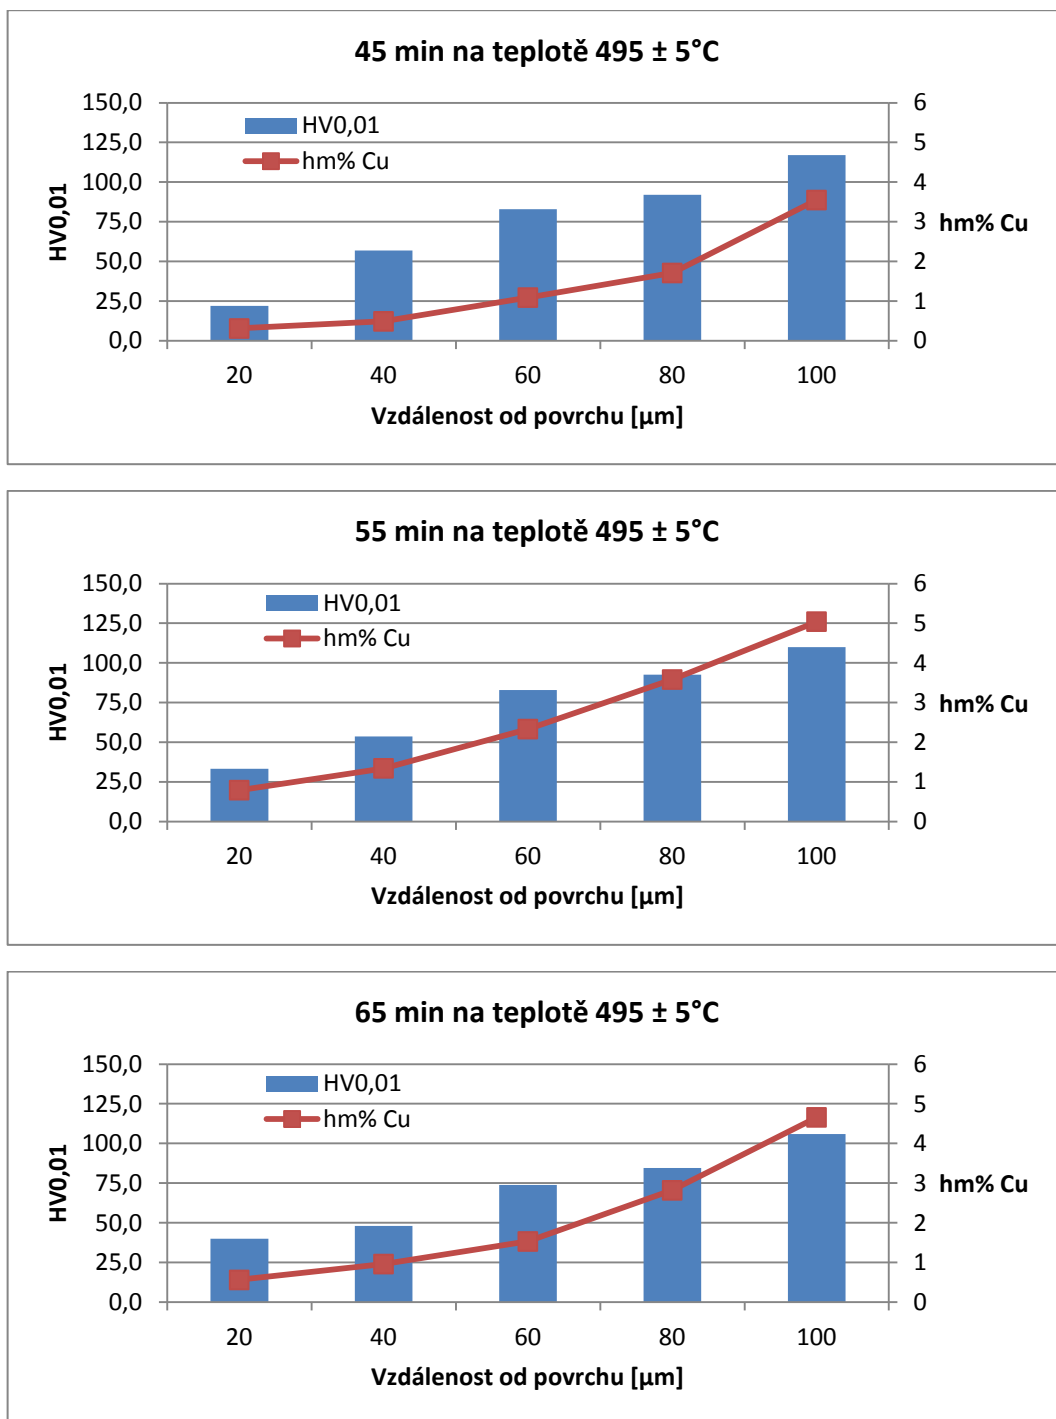 45 min na teplotě 495 ± 5°C
150,0
125,0
100,0
75,0
50,0
25,0
0,0
HV0,01
HV0,01
hm% Cu
6
5
4
3
2
1
0
hm% Cu
20 40 60 80 100
Vzdálenost od povrchu [µm]
55 min na teplotě 495 ± 5°C
150,0
125,0
100,0
75,0
50,0
25,0
0,0
HV0,01
HV0,01
hm% Cu
6
5
4
3
2
1
0
hm% Cu
20 40 60 80 100
Vzdálenost od povrchu [µm]
65 min na teplotě 495 ± 5°C
150,0
125,0
100,0
75,0
50,0
25,0
0,0
HV0,01
HV0,01
hm% Cu
6
5
4
3
2
1
0
hm% Cu
20 40 60 80 100
Vzdálenost od povrchu [µm]